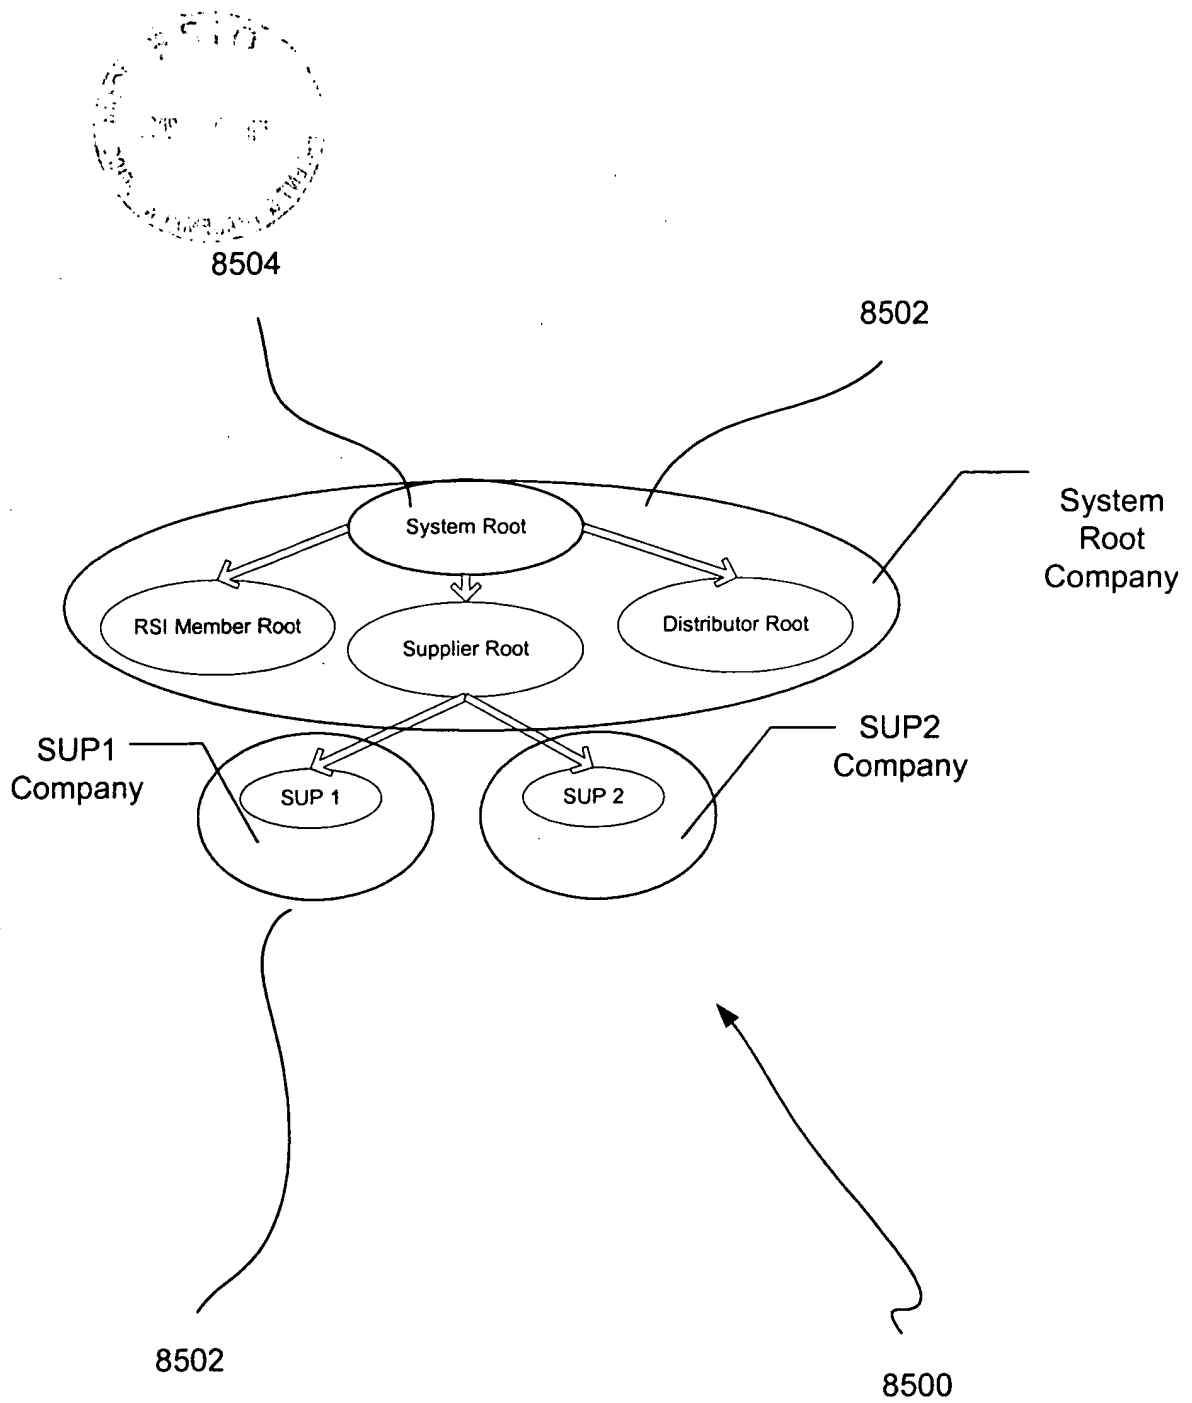 8504
8502
System Root
System
Root
Company
RSI Member Root
Supplier Root
Distributor Root
SUP1
Company
SUP2
Company
SUP 1
SUP 2
8502
8500